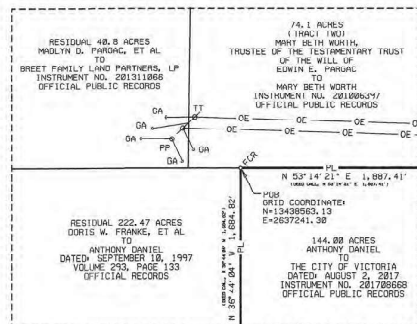 RESIDUAL 40.8 ACRES
MADLYN D. PARGAC, ET AL
TO
BREET FAMILY LAND PARTNERS, LP
INSTRUMENT NO. 201311066
OFFICIAL PUBLIC RECORDS
74.1 ACRES
(TRACT TWO)
MARY BETH WORTH,
TRUSTEE OF THE TESTAMENTARY TRUST
OF THE WILL OF
EDWIN E. PARGAC
TO
MARY BETH WORTH
INSTRUMENT NO. 201006397
OFFICIAL PUBLIC RECORDS
GA
TT
OE
OE
OE
OE
OE
OE
GA
GA
PP
GA
GA
FCR
PL
N 53°14'21" E 1,887.41'
POB
GRID COORDINATE:
N=13438563.13
E=2637241.30
N 36°44'04" W 1,684.82'
PL
RESIDUAL 222.47 ACRES
DORIS W. FRANKE, ET AL
TO
ANTHONY DANIEL
DATED: SEPTEMBER 10, 1997
VOLUME 293, PAGE 133
OFFICIAL RECORDS
144.00 ACRES
ANTHONY DANIEL
TO
THE CITY OF VICTORIA
DATED: AUGUST 2, 2017
INSTRUMENT NO. 201708668
OFFICIAL PUBLIC RECORDS